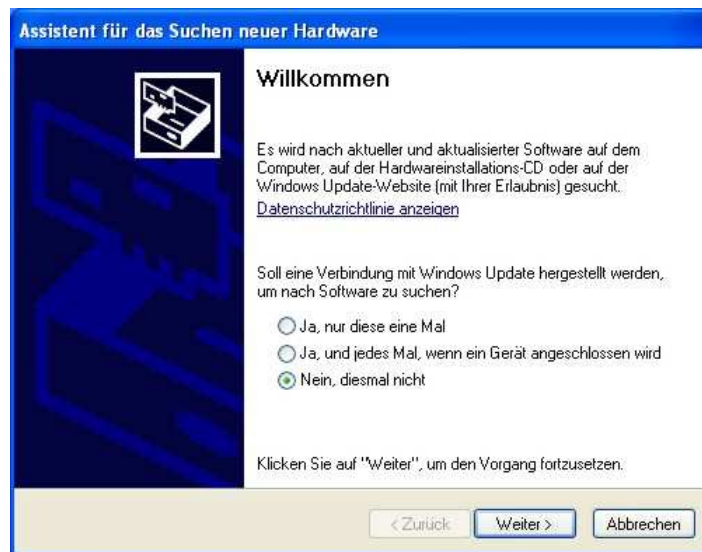 Assistent für das Suchen neuer Hardware
Willkommen
Es wird nach aktueller und aktualisierter Software auf dem
Computer, auf der Hardwareinstallations-CD oder auf der
Windows Update-Website (mit Ihrer Erlaubnis) gesucht.
Datenschutzrichtlinie anzeigen
Soll eine Verbindung mit Windows Update hergestellt werden,
um nach Software zu suchen?
Ja, nur diese eine Mal
Ja, und jedes Mal, wenn ein Gerät angeschlossen wird
Nein, diesmal nicht
Klicken Sie auf "Weiter", um den Vorgang fortzusetzen.
< Zurück Weiter > Abbrechen